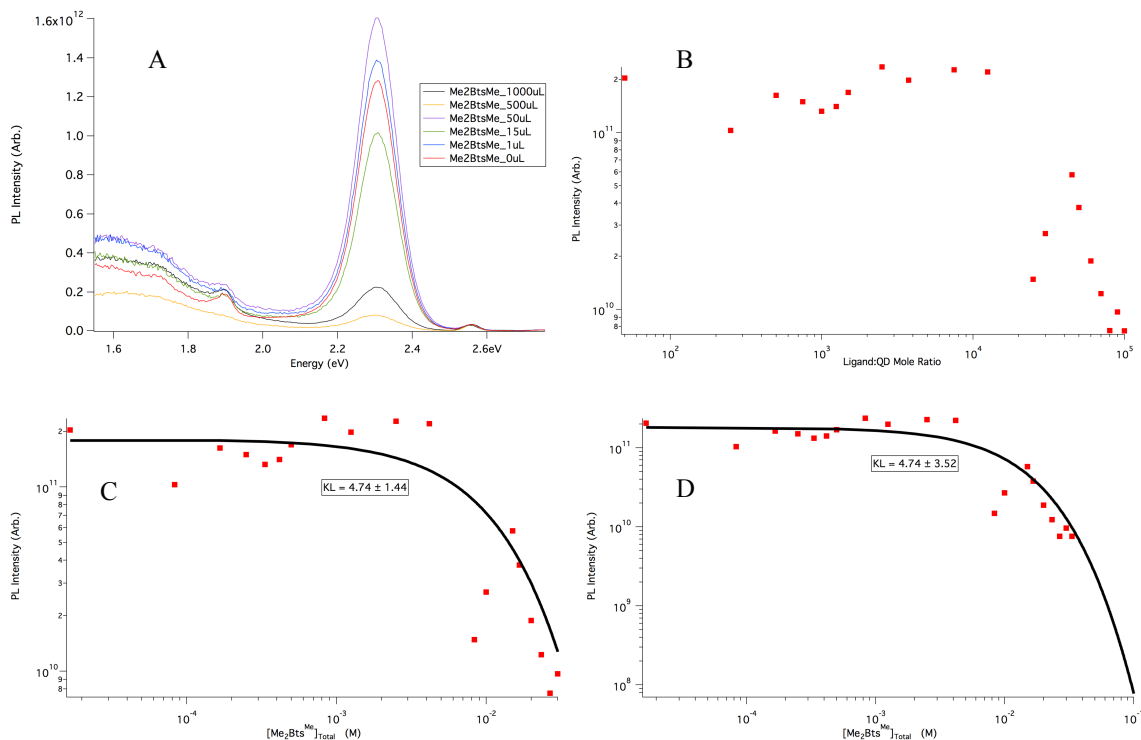 A
1.6x10^12
1.4
1.2
1.0
0.8
0.6
0.4
0.2
0.0
PL Intensity (Arb.)
1.6
1.8
2.0
2.2
2.4
2.6eV
Energy (eV)
Me2BtsMe_1000uL
Me2BtsMe_500uL
Me2BtsMe_50uL
Me2BtsMe_15uL
Me2BtsMe_1uL
Me2BtsMe_0uL
B
2
10^11
8
6
5
4
3
2
10^10
8
PL Intensity (Arb.)
10^2
10^3
10^4
10^5
Ligand:QD Mole Ratio
C
2
10^11
9
8
7
6
5
4
3
2
10^10
9
8
PL Intensity (Arb.)
KL = 4.74 ± 1.44
10^-4
10^-3
10^-2
[Me2Bts^Me]Total (M)
D
10^11
10^10
10^9
10^8
PL Intensity (Arb.)
KL = 4.74 ± 3.52
10^-4
10^-3
10^-2
[Me2Bts^Me]Total (M)